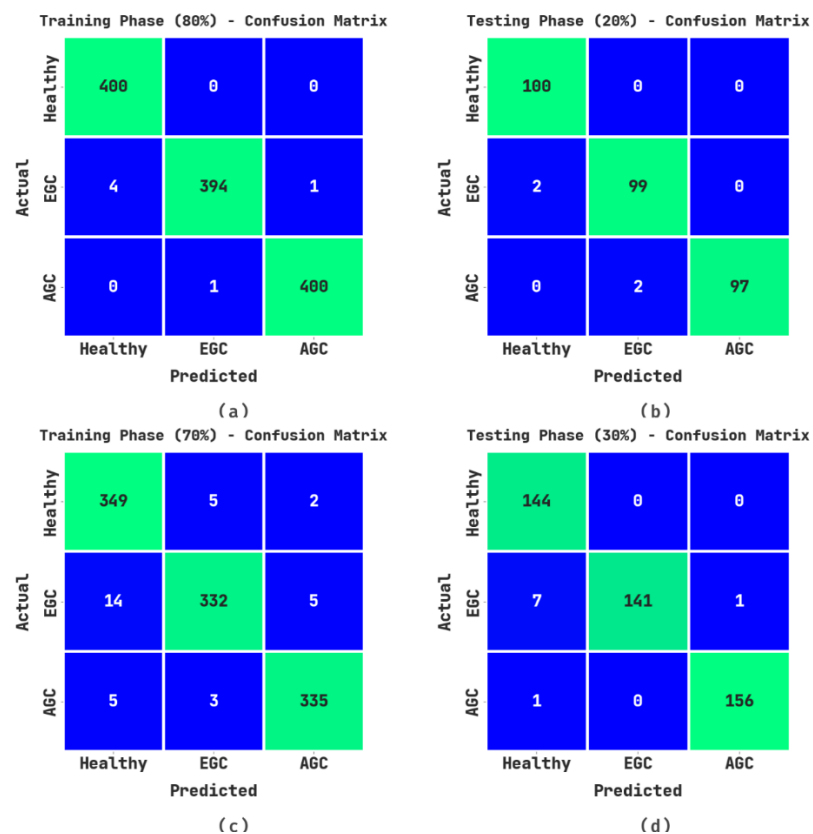 Training Phase (80%) - Confusion Matrix
Healthy 400 0 0
Actual EGC 4 394 1
AGC 0 1 400
Healthy EGC AGC
Predicted
(a)
Testing Phase (20%) - Confusion Matrix
Healthy 100 0 0
Actual EGC 2 99 0
AGC 0 2 97
Healthy EGC AGC
Predicted
(b)
Training Phase (70%) - Confusion Matrix
Healthy 349 5 2
Actual EGC 14 332 5
AGC 5 3 335
Healthy EGC AGC
Predicted
(c)
Testing Phase (30%) - Confusion Matrix
Healthy 144 0 0
Actual EGC 7 141 1
AGC 1 0 156
Healthy EGC AGC
Predicted
(d)